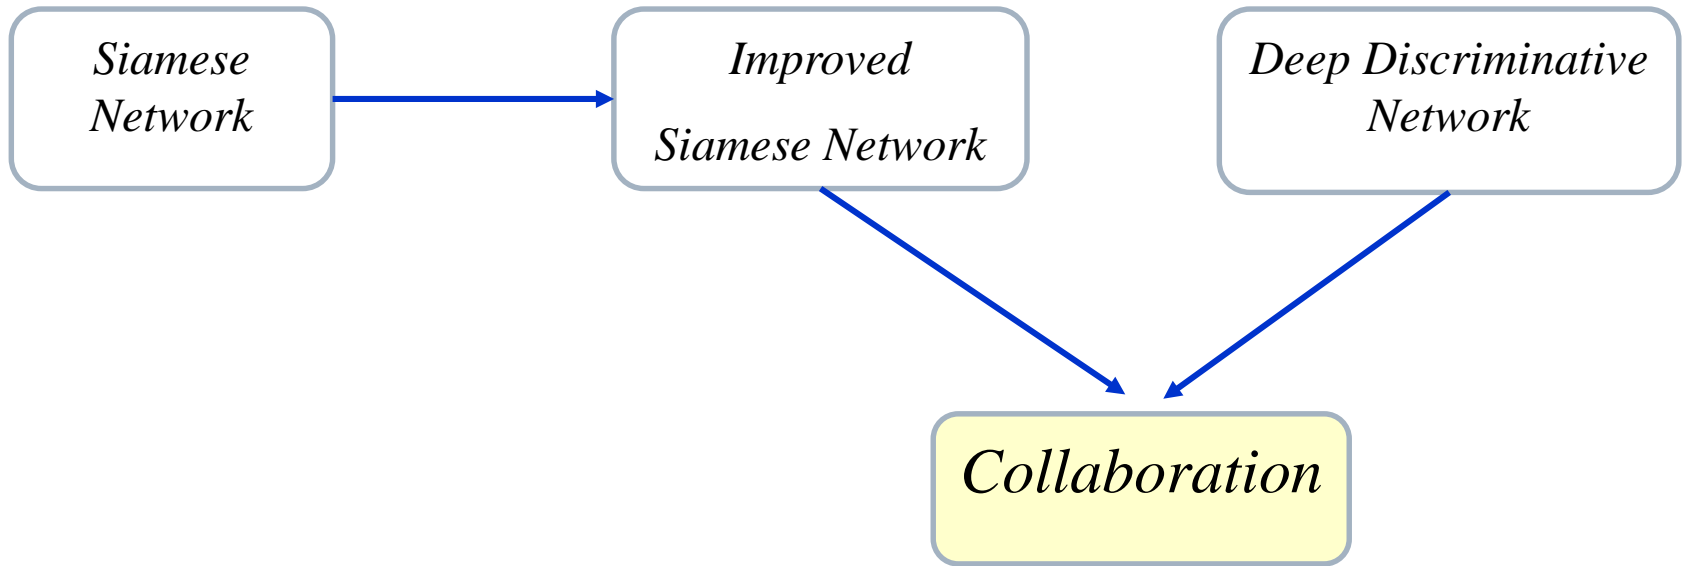 Siamese
Network
Improved
Siamese Network
Deep Discriminative
Network
Collaboration